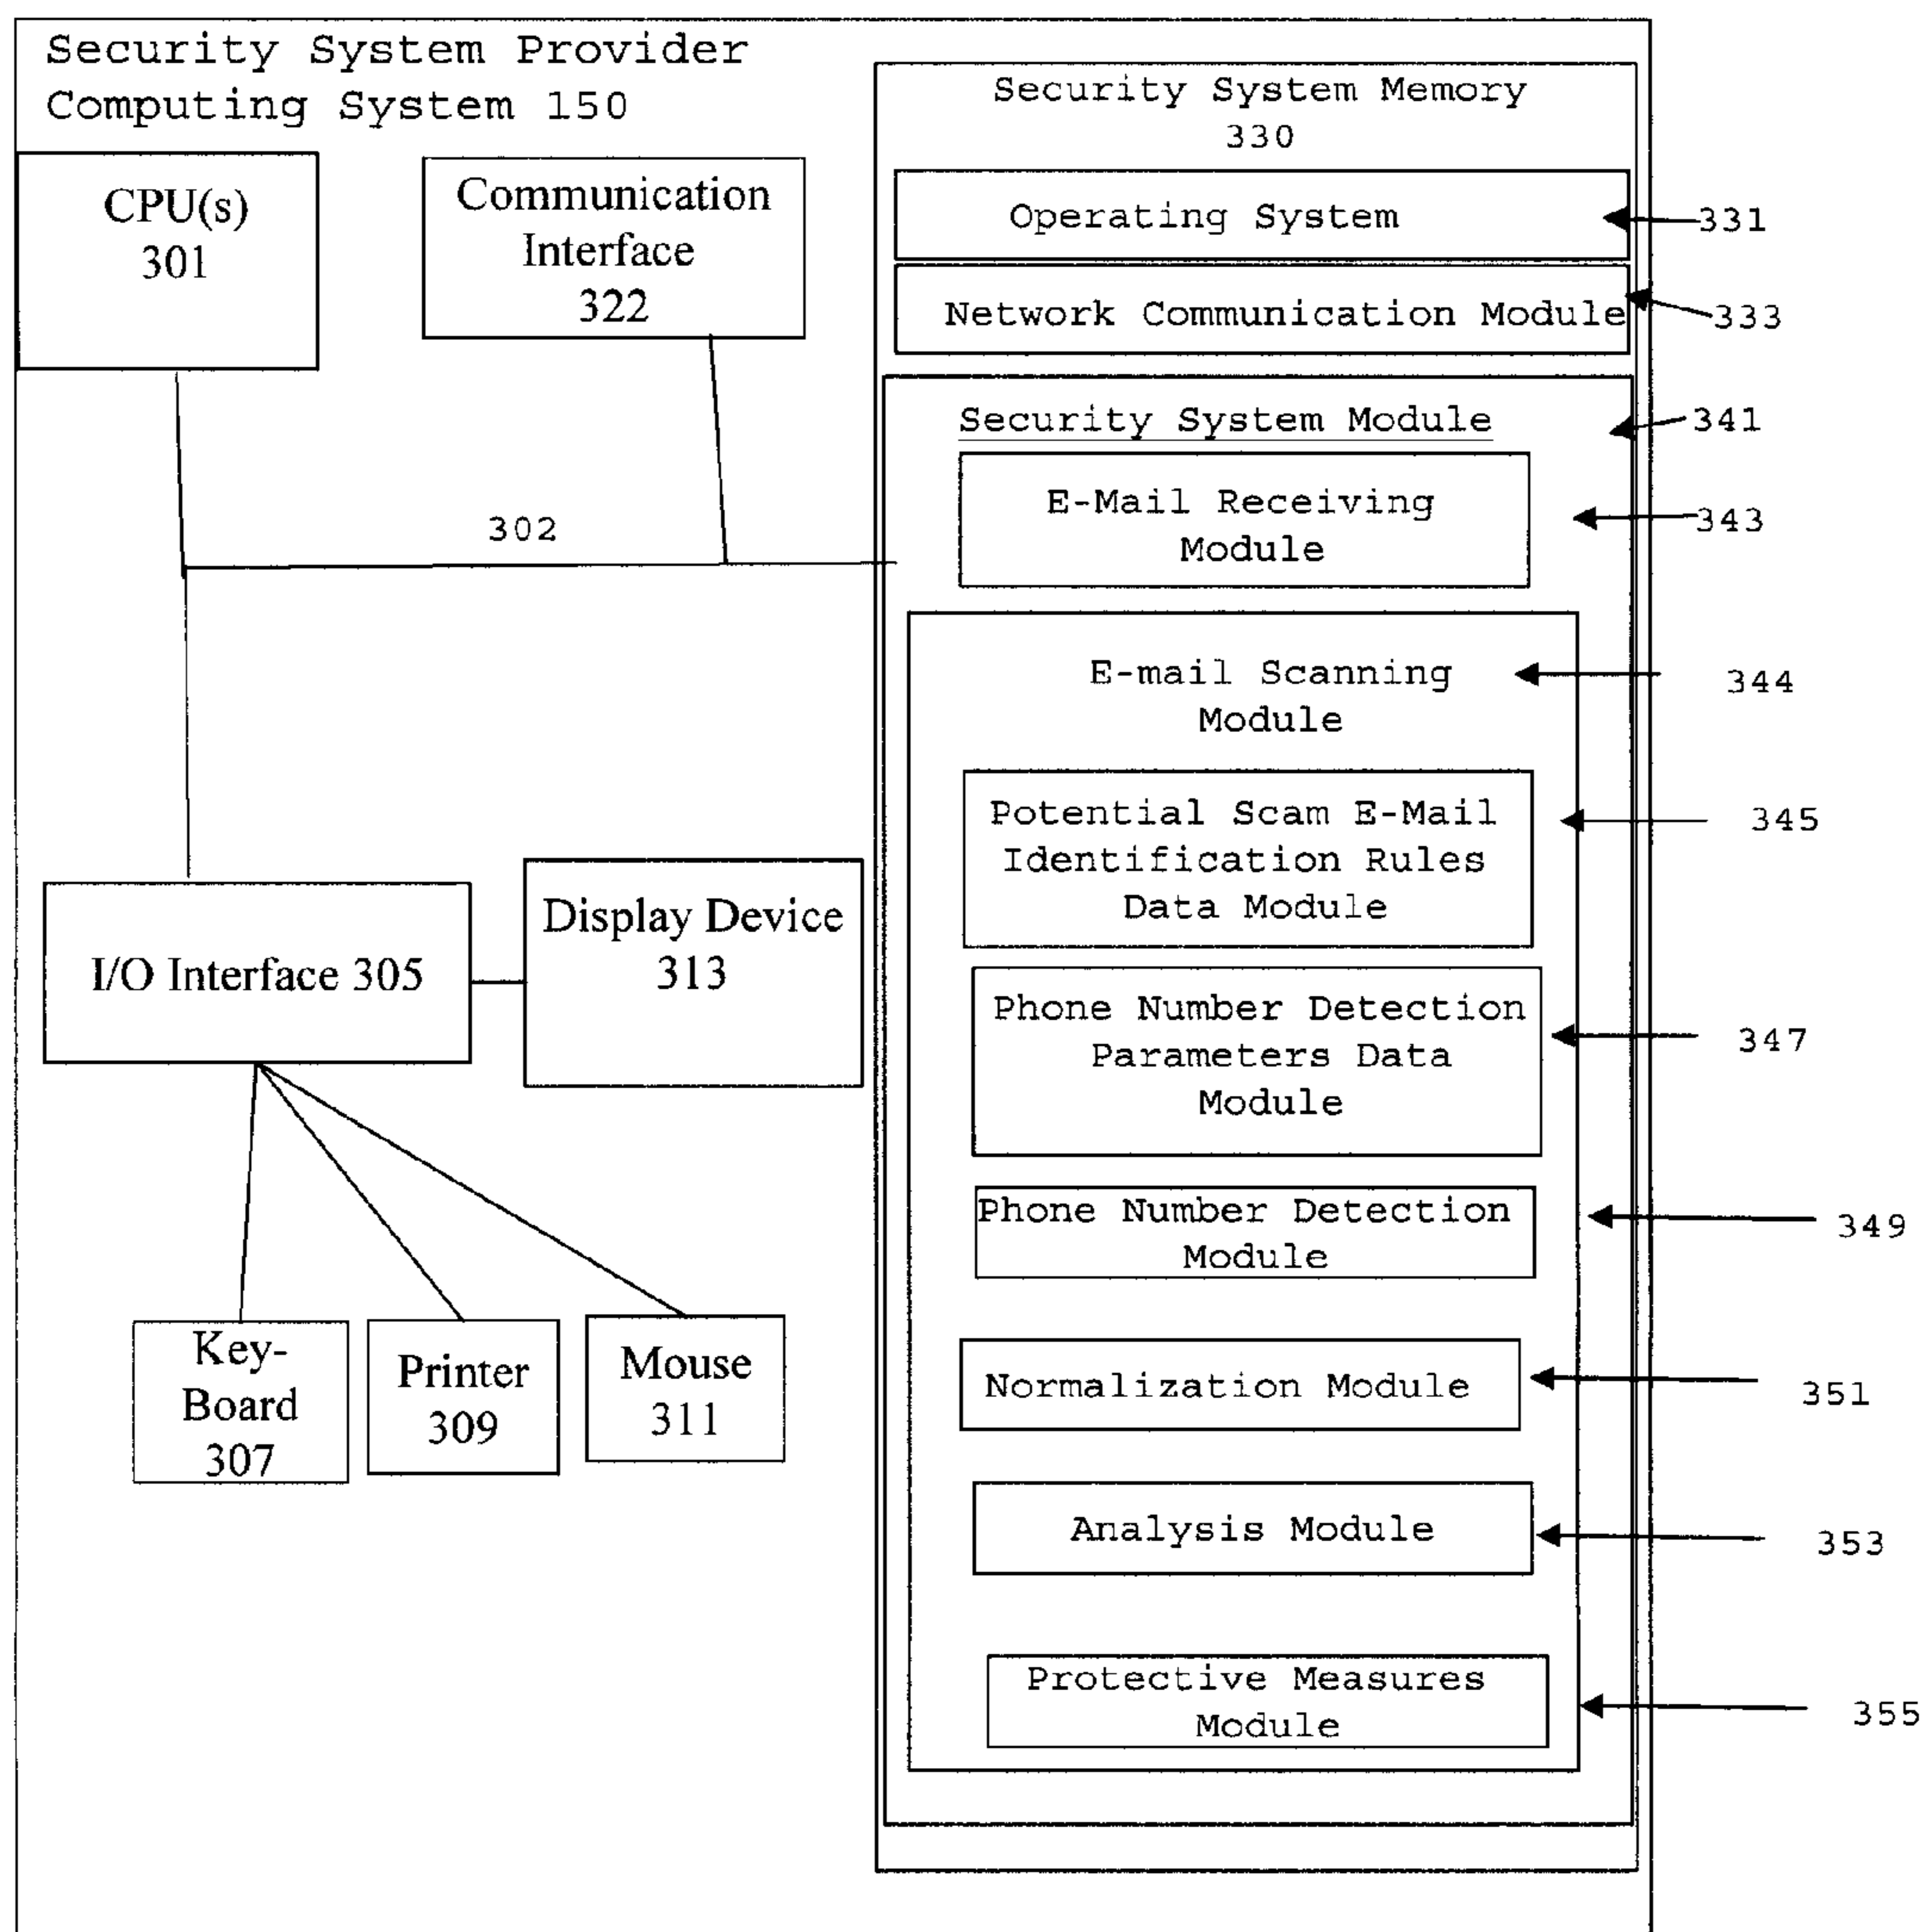 Security System Provider
Computing System 150
CPU(s)
301
Communication
Interface
322
302
I/O Interface 305
Display Device
313
Key-
Board
307
Printer
309
Mouse
311
Security System Memory
330
Operating System
331
Network Communication Module
333
Security System Module
341
E-Mail Receiving
Module
343
E-mail Scanning
Module
344
Potential Scam E-Mail
Identification Rules
Data Module
345
Phone Number Detection
Parameters Data
Module
347
Phone Number Detection
Module
349
Normalization Module
351
Analysis Module
353
Protective Measures
Module
355